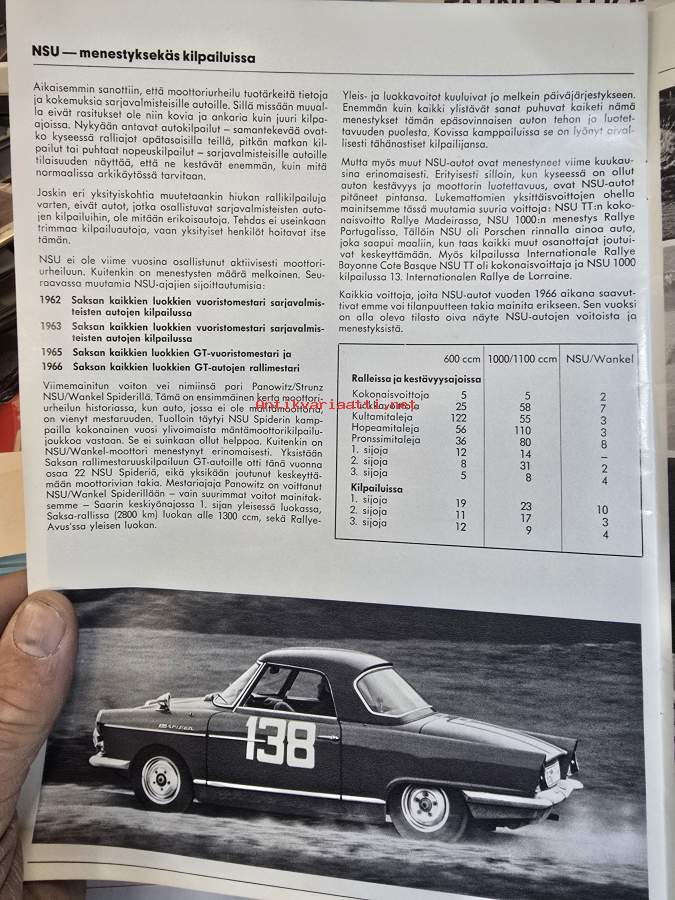 NSU — menestyksekäs kilpailuissa
Aikaisemmin sanottiin, että moottoriurheilu tuotärkeitä tietoja
ja kokemuksia sarjavalmisteisille autoille. Sillä missään muual-
la eivät rasitukset ole niin kovia ja ankaria kuin juuri kilpa-
ajoissa. Nykyään antavat autokilpailut – samantekevää ovat-
ko kyseessä ralliajot apätasaisilla teillä, pitkän matkan kil-
pailut tai puhtaat nopeuskilpailut – sarjavalmisteisille autoille
tilaisuuden näyttää, että ne kestävät enemmän, kuin mitä
normaalissa arkikäytössä tarvitaan.
Joskin eri yksityiskohtia muutetaankin hiukan rallikilpailuja
varten, eivät autot, jotka osallistuvat sarjavalmisteisten auto-
jen kilpailuihin, ole mitään erikoisautoja. Tehdas ei useinkaan
trimmaa kilpailuautoja, vaan yksityiset henkilöt hoitavat itse
tämän.
NSU ei ole viime vuosina osallistunut aktiivisesti moottori-
urheiluun. Kuitenkin on menestysten määrä melkoinen. Seu-
raavassa muutamia NSU-ajajien sijoittautumisia:
1962 Saksan kaikkien luokkien vuoristomestari sarjavalmis-
teisten autojen kilpailussa
1963 Saksan kaikkien luokkien vuoristomestari sarjavalmis-
teisten autojen kilpailussa
1965 Saksan kaikkien luokkien GT-vuoristomestari ja
1966 Saksan kaikkien luokkien GT-autojen rallimestari
Viimemainitun voiton vei nimiinsä pari Panowitz/Strunz
NSU/Wankel Spiderillä. Tämä on ensimmäinen kerta moottori-
urheilun historiassa, kun auto, jossa ei ole mäntämoottoria,
on vienyt mestaruuden. Tuolloin täytyi NSU Spiderin kamp-
pailla kokonainen vuosi ylivoimaista mäntämoottorikilpailu-
joukkoa vastaan. Se ei suinkaan ollut helppoa. Kuitenkin on
NSU/Wankel-moottori menestynyt erinomaisesti. Yksistään
Saksan rallimestaruuskilpailuun GT-autoille otti tänä vuonna
osaa 22 NSU Spideriä, eikä yksikään joutunut keskeyttä-
mään moottorivian takia. Mestariajaja Panowitz on voittanut
NSU/Wankel Spiderillään – vain suurimmat voitot mainitak-
semme – Saarin keskiyönajossa 1. sijan yleisessä luokassa,
Saksa-rallissa (2800 km) luokan alle 1300 ccm, sekä Rallye-
Avus'ssa yleisen luokan.
Yleis- ja luokkavoitot kuuluivat jo melkein päiväjärjestykseen.
Enemmän kuin kaikki ylistävät sanat puhuvat kaiketi nämä
menestykset tämän epäsovinnaisen auton tehon ja luotet-
tavuuden puolesta. Kovissa kamppailuissa se on lyönyt arval-
lisesti tähänastiset kilpailijansa.
Mutta myös muut NSU-autot ovat menestyneet viime kuukau-
sina erinomaisesti. Erityisesti silloin, kun kyseessä on ollut
auton kestävyys ja moottorin luotettavuus, ovat NSU-autot
pitäneet pintansa. Lukemattomien yksittäisvoittojen ohella
mainitsemme tässä muutamia suuria voittoja: NSU TT:n koko-
naisvoitto Rallye Madeirassa, NSU 1000:n menestys Rallye
Portugalissa. Tällöin NSU oli Porschen rinnalla ainoa auto,
joka saapui maaliin, kun taas kaikki muut osanottajat joutui-
vat keskeyttämään. Myös kilpailussa Internationale Rallye
Bayonne Cote Basque NSU TT oli kokonaisvoittaja ja NSU 1000
kilpailussa 13. Internationalen Rallye de Lorraine.
Kaikkia voittoja, joita NSU-autot vuoden 1966 aikana saavut-
tivat emme voi tilanpuutteen takia mainita erikseen. Sen vuoksi
on alla oleva tilasto oiva näyte NSU-autojen voitoista ja
menestyksistä.
600 ccm 1000/1100 ccm NSU/Wankel
Ralleissa ja kestävyysajoissa
Kokonaisvoittoja 5 5 2
Luokkavoittoja 25 58 7
Kultamitaleja 122 55 3
Hopeamitaleja 56 110 3
Pronssimitaleja 36 80 8
1. sijoja 12 14 –
2. sijoja 8 31 2
3. sijoja 5 8 4
Kilpailuissa
1. sijoja 19 23 10
2. sijoja 11 17 3
3. sijoja 12 9 4
Antikvariaatti.net
138
SPIDER